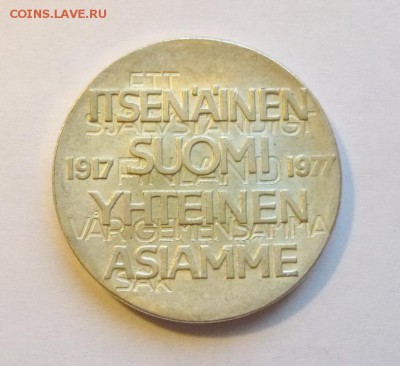 COINS.LAVE.RU
ETT
ITSENÄINEN
SJÄLVSTÄNDIGT
SUOMI
1917 1977
FINLAND
YHTEINEN
VÅR GEMENSAMMA
ASIAMME
SAK